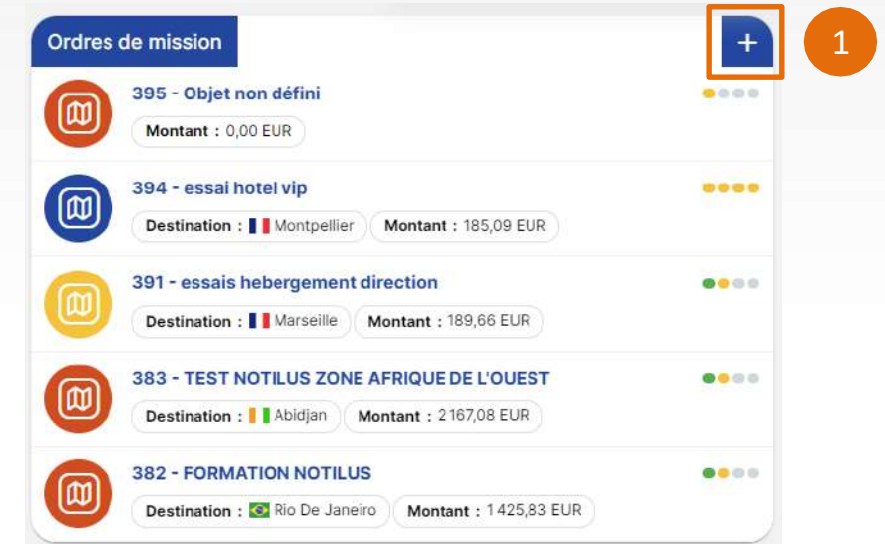 Ordres de mission
+
1
395 - Objet non défini
Montant : 0,00 EUR
394 - essai hotel vip
Destination : Montpellier Montant : 185,09 EUR
391 - essais hebergement direction
Destination : Marseille Montant : 189,66 EUR
383 - TEST NOTILUS ZONE AFRIQUE DE L'OUEST
Destination : Abidjan Montant : 2 167,08 EUR
382 - FORMATION NOTILUS
Destination : Rio De Janeiro Montant : 1 425,83 EUR